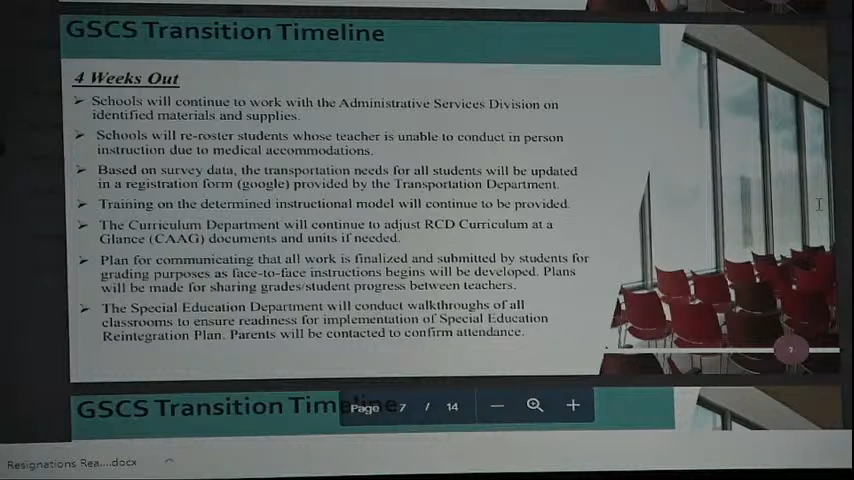 GSCS Transition Timeline
4 Weeks Out
➢ Schools will continue to work with the Administrative Services Division on
identified materials and supplies.
➢ Schools will re-roster students whose teacher is unable to conduct in person
instruction due to medical accommodations.
➢ Based on survey data, the transportation needs for all students will be updated
in a registration form (google) provided by the Transportation Department.
➢ Training on the determined instructional model will continue to be provided.
➢ The Curriculum Department will continue to adjust RCD Curriculum at a
Glance (CAAG) documents and units if needed.
➢ Plan for communicating that all work is finalized and submitted by students for
grading purposes as face-to-face instructions begins will be developed. Plans
will be made for sharing grades/student progress between teachers.
➢ The Special Education Department will conduct walkthroughs of all
classrooms to ensure readiness for implementation of Special Education
Reintegration Plan. Parents will be contacted to confirm attendance.
7
GSCS Transition Timeline
Page 7 / 14
Resignations Rea....docx